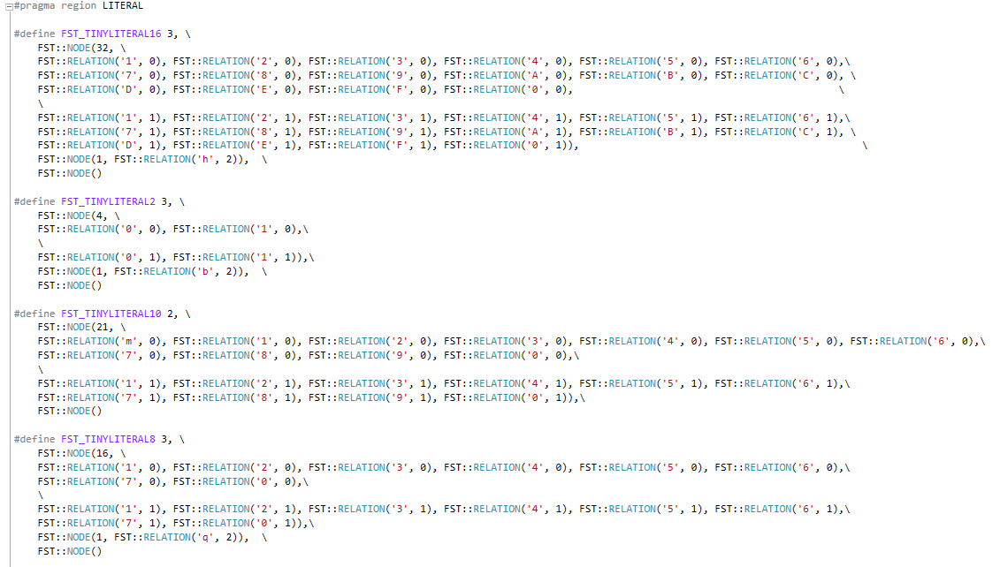 #pragma region LITERAL
#define FST_TINYLITERAL16 3, \
FST::NODE(32, \
FST::RELATION('1', 0), FST::RELATION('2', 0), FST::RELATION('3', 0), FST::RELATION('4', 0), FST::RELATION('5', 0), FST::RELATION('6', 0),\
FST::RELATION('7', 0), FST::RELATION('8', 0), FST::RELATION('9', 0), FST::RELATION('A', 0), FST::RELATION('B', 0), FST::RELATION('C', 0), \
FST::RELATION('D', 0), FST::RELATION('E', 0), FST::RELATION('F', 0), FST::RELATION('0', 0), \
\
FST::RELATION('1', 1), FST::RELATION('2', 1), FST::RELATION('3', 1), FST::RELATION('4', 1), FST::RELATION('5', 1), FST::RELATION('6', 1),\
FST::RELATION('7', 1), FST::RELATION('8', 1), FST::RELATION('9', 1), FST::RELATION('A', 1), FST::RELATION('B', 1), FST::RELATION('C', 1), \
FST::RELATION('D', 1), FST::RELATION('E', 1), FST::RELATION('F', 1), FST::RELATION('0', 1)), \
FST::NODE(1, FST::RELATION('h', 2)), \
FST::NODE()
#define FST_TINYLITERAL2 3, \
FST::NODE(4, \
FST::RELATION('0', 0), FST::RELATION('1', 0),\
\
FST::RELATION('0', 1), FST::RELATION('1', 1)),\
FST::NODE(1, FST::RELATION('b', 2)), \
FST::NODE()
#define FST_TINYLITERAL10 2, \
FST::NODE(21, \
FST::RELATION('m', 0), FST::RELATION('1', 0), FST::RELATION('2', 0), FST::RELATION('3', 0), FST::RELATION('4', 0), FST::RELATION('5', 0), FST::RELATION('6', 0),\
FST::RELATION('7', 0), FST::RELATION('8', 0), FST::RELATION('9', 0), FST::RELATION('0', 0),\
\
FST::RELATION('1', 1), FST::RELATION('2', 1), FST::RELATION('3', 1), FST::RELATION('4', 1), FST::RELATION('5', 1), FST::RELATION('6', 1),\
FST::RELATION('7', 1), FST::RELATION('8', 1), FST::RELATION('9', 1), FST::RELATION('0', 1)),\
FST::NODE()
#define FST_TINYLITERAL8 3, \
FST::NODE(16, \
FST::RELATION('1', 0), FST::RELATION('2', 0), FST::RELATION('3', 0), FST::RELATION('4', 0), FST::RELATION('5', 0), FST::RELATION('6', 0),\
FST::RELATION('7', 0), FST::RELATION('0', 0),\
\
FST::RELATION('1', 1), FST::RELATION('2', 1), FST::RELATION('3', 1), FST::RELATION('4', 1), FST::RELATION('5', 1), FST::RELATION('6', 1),\
FST::RELATION('7', 1), FST::RELATION('0', 1)),\
FST::NODE(1, FST::RELATION('q', 2)), \
FST::NODE()